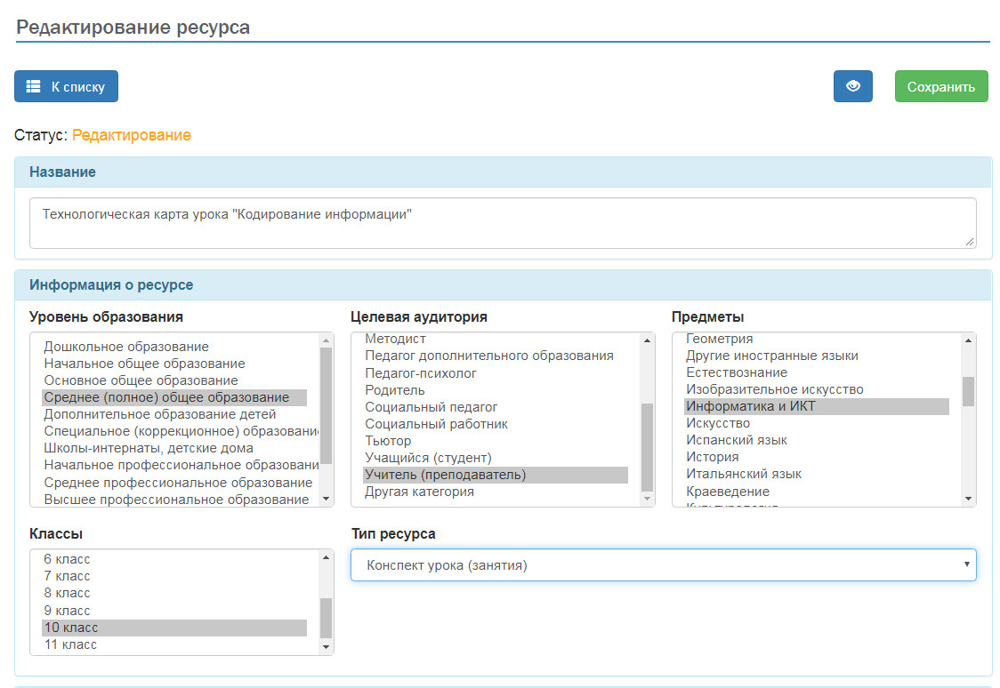 Редактирование ресурса
К списку
Сохранить
Статус: Редактирование
Название
Технологическая карта урока "Кодирование информации"
Информация о ресурсе
Уровень образования
Дошкольное образование
Начальное общее образование
Основное общее образование
Среднее (полное) общее образование
Дополнительное образование детей
Специальное (коррекционное) образовани
Школы-интернаты, детские дома
Начальное профессиональное образовани
Среднее профессиональное образование
Высшее профессиональное образование
Целевая аудитория
Методист
Педагог дополнительного образования
Педагог-психолог
Родитель
Социальный педагог
Социальный работник
Тьютор
Учащийся (студент)
Учитель (преподаватель)
Другая категория
Предметы
Геометрия
Другие иностранные языки
Естествознание
Изобразительное искусство
Информатика и ИКТ
Искусство
Испанский язык
История
Итальянский язык
Краеведение
Классы
6 класс
7 класс
8 класс
9 класс
10 класс
11 класс
Тип ресурса
Конспект урока (занятия)